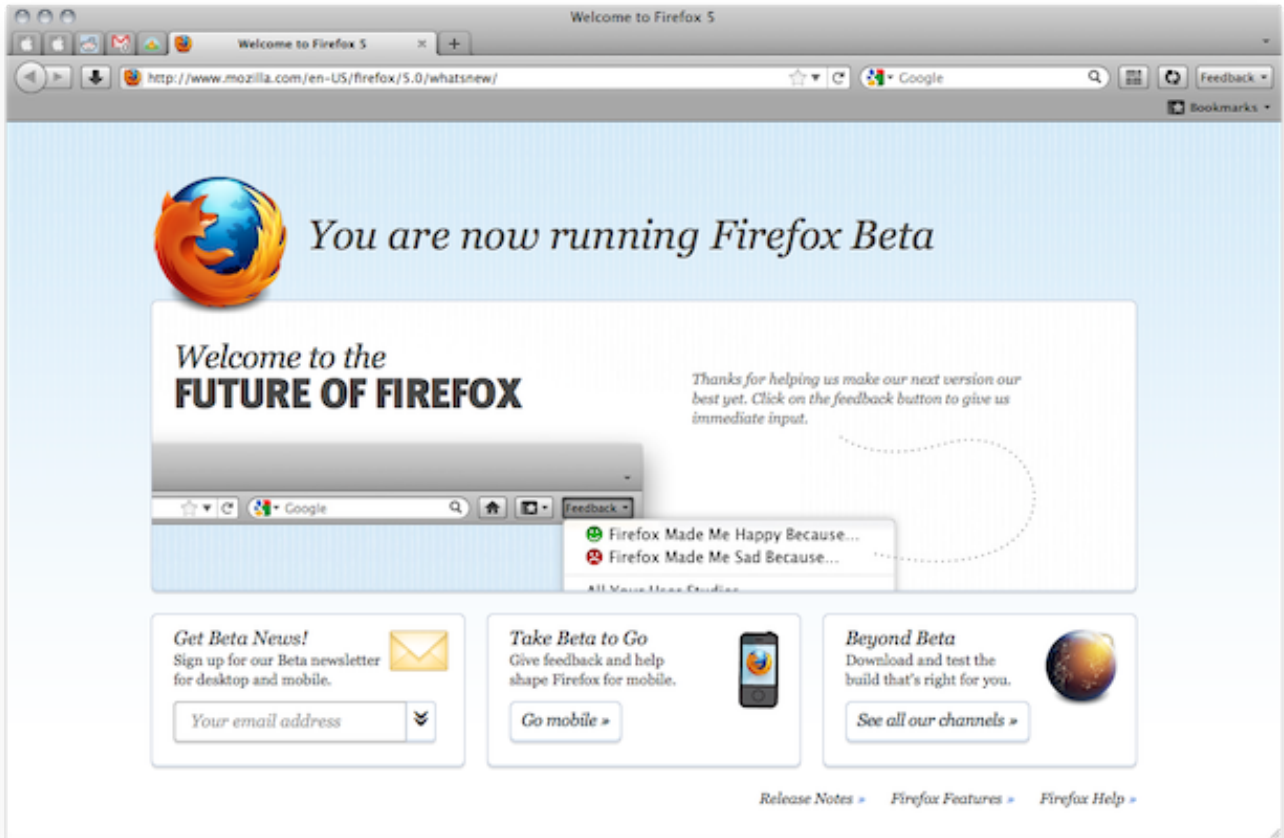 Welcome to Firefox 5
Welcome to Firefox 5
http://www.mozilla.com/en-US/firefox/5.0/whatsnew/
Google
Feedback
Bookmarks
You are now running Firefox Beta
Welcome to the
FUTURE OF FIREFOX
Thanks for helping us make our next version our
best yet. Click on the feedback button to give us
immediate input.
Google
Feedback
Firefox Made Me Happy Because...
Firefox Made Me Sad Because...
All Your User Studies
Get Beta News!
Sign up for our Beta newsletter
for desktop and mobile.
Your email address
Take Beta to Go
Give feedback and help
shape Firefox for mobile.
Go mobile »
Beyond Beta
Download and test the
build that's right for you.
See all our channels »
Release Notes » Firefox Features » Firefox Help »